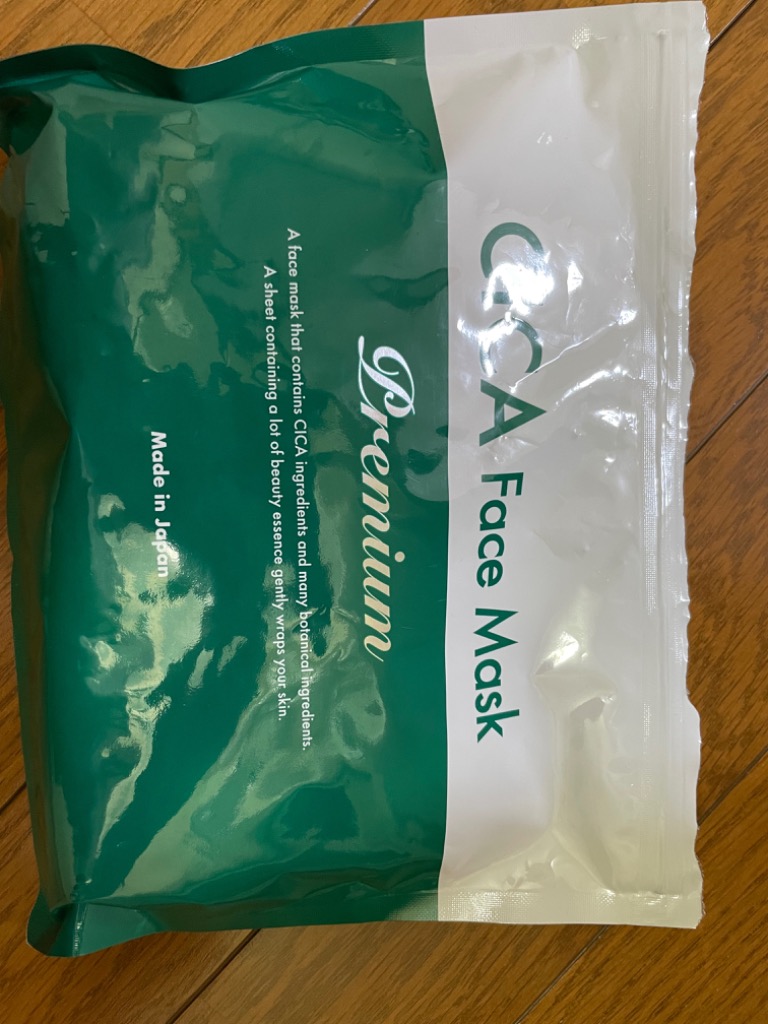 CICA Face Mask
Premium
A face mask that contains CICA ingredients and many botanical ingredients.
A sheet containing a lot of beauty essence gently wraps your skin.
Made in Japan